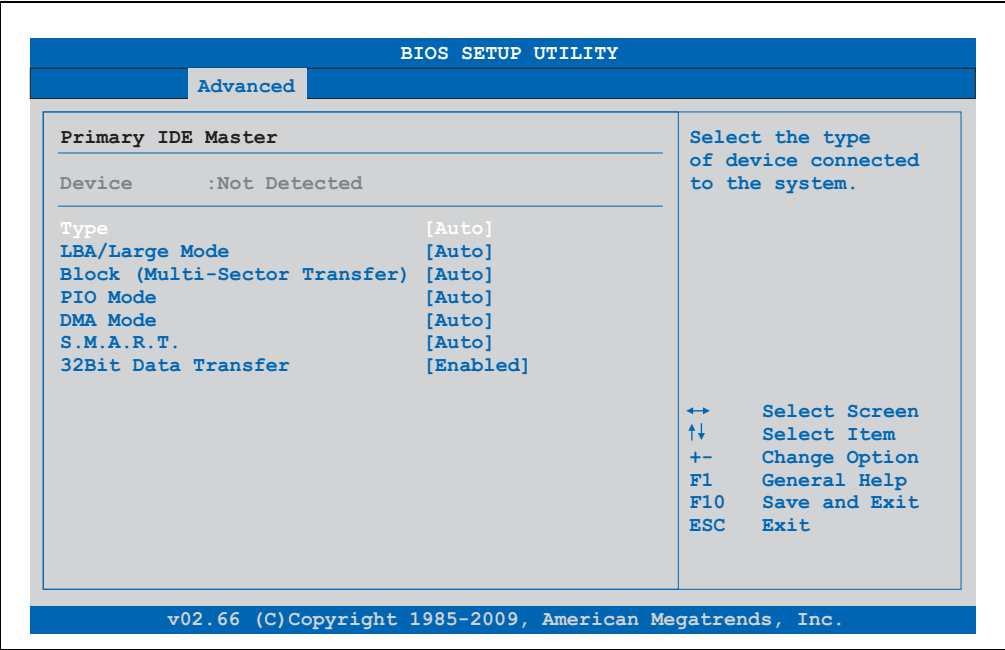 BIOS SETUP UTILITY
Advanced
Primary IDE Master
Device :Not Detected
Type [Auto]
LBA/Large Mode [Auto]
Block (Multi-Sector Transfer) [Auto]
PIO Mode [Auto]
DMA Mode [Auto]
S.M.A.R.T. [Auto]
32Bit Data Transfer [Enabled]
Select the type
of device connected
to the system.
↔ Select Screen
↑↓ Select Item
+- Change Option
F1 General Help
F10 Save and Exit
ESC Exit
v02.66 (C)Copyright 1985-2009, American Megatrends, Inc.